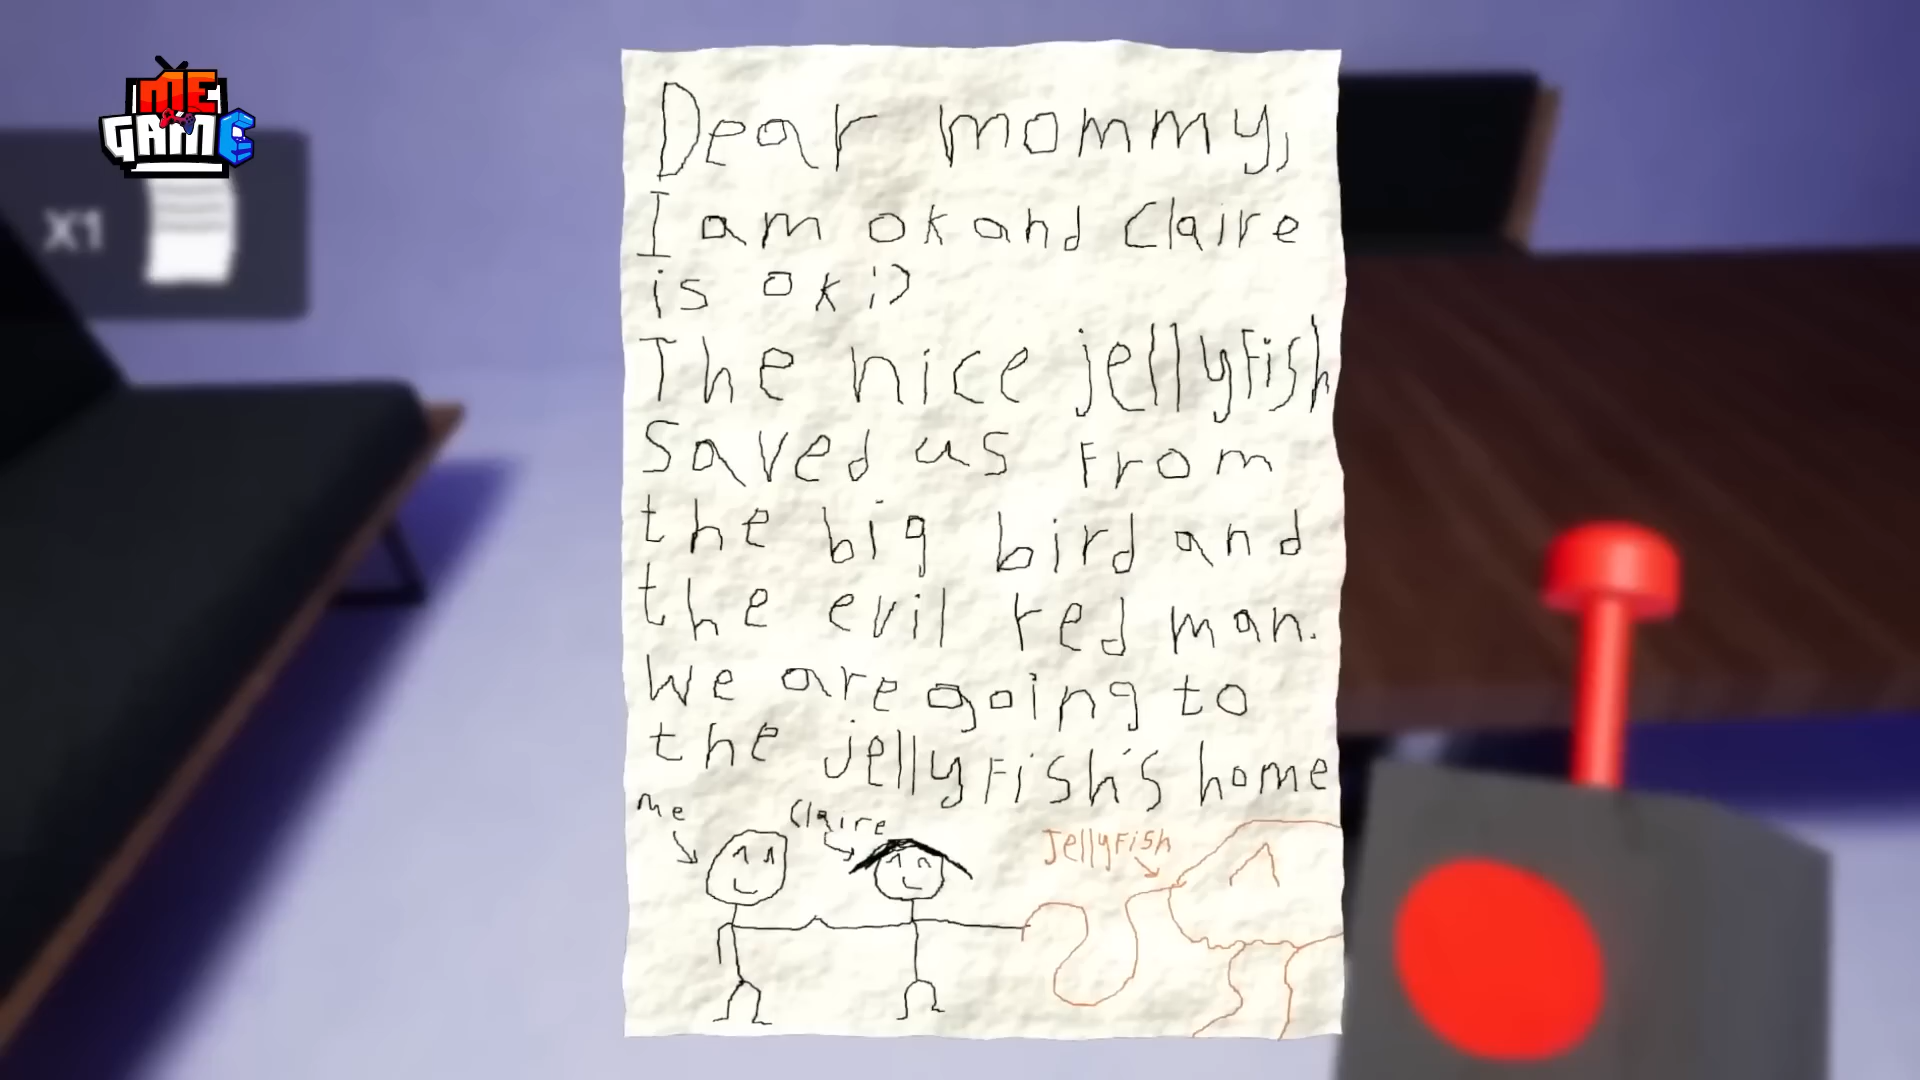 ME
GAME
X1
Dear mommy,
I am ok and Claire
is ok :)
The nice jellyfish
saved us from
the big bird and
the evil red man.
We are going to
the jellyfish's home
Me
Claire
Jellyfish